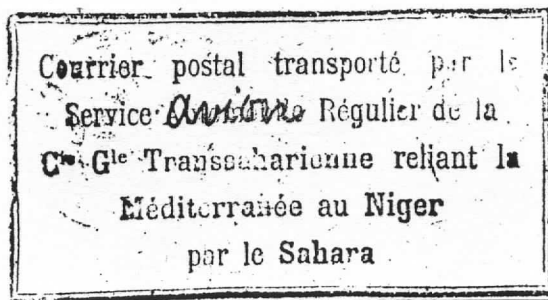 Courrier postal transporté par le
Service avion Régulier de la
Cie Gle Transsaharienne reliant la
Méditerranée au Niger
par le Sahara